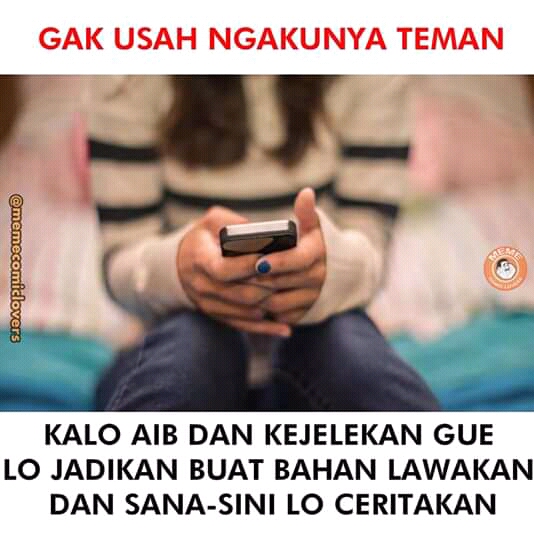 GAK USAH NGAKUNYA TEMAN
@memecomiclovers
MEME
KALO AIB DAN KEJELEKAN GUE
LO JADIKAN BUAT BAHAN LAWAKAN
DAN SANA-SINI LO CERITAKAN